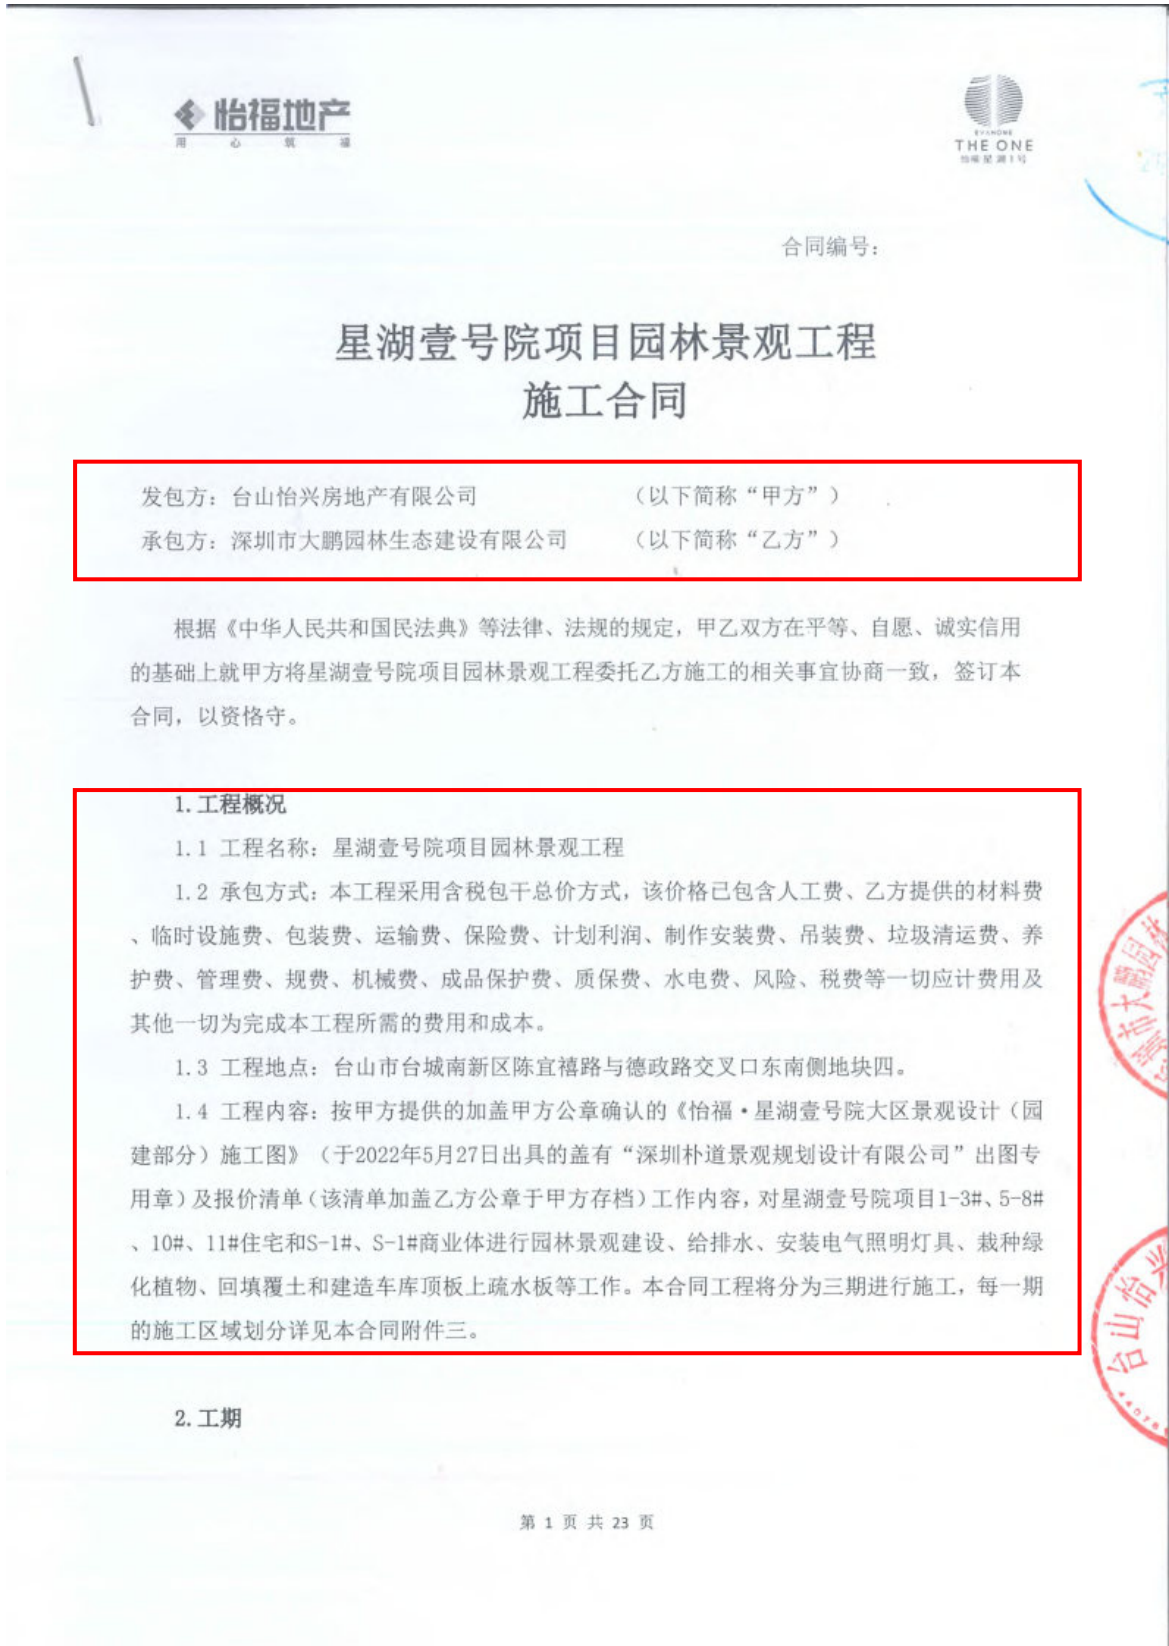 怡福地产
用心筑福
EVANONE
THE ONE
星湖1号
合同编号：
星湖壹号院项目园林景观工程
施工合同
发包方：台山怡兴房地产有限公司 （以下简称“甲方”）
承包方：深圳市大鹏园林生态建设有限公司 （以下简称“乙方”）
根据《中华人民共和国民法典》等法律、法规的规定，甲乙双方在平等、自愿、诚实信用
的基础上就甲方将星湖壹号院项目园林景观工程委托乙方施工的相关事宜协商一致，签订本
合同，以资恪守。
1.工程概况
1.1 工程名称：星湖壹号院项目园林景观工程
1.2 承包方式：本工程采用含税包干总价方式，该价格已包含人工费、乙方提供的材料费
、临时设施费、包装费、运输费、保险费、计划利润、制作安装费、吊装费、垃圾清运费、养
护费、管理费、规费、机械费、成品保护费、质保费、水电费、风险、税费等一切应计费用及
其他一切为完成本工程所需的费用和成本。
1.3 工程地点：台山市台城南新区陈宜禧路与德政路交叉口东南侧地块四。
1.4 工程内容：按甲方提供的加盖甲方公章确认的《怡福·星湖壹号院大区景观设计（园
建部分）施工图》（于2022年5月27日出具的盖有“深圳朴道景观规划设计有限公司”出图专
用章）及报价清单（该清单加盖乙方公章于甲方存档）工作内容，对星湖壹号院项目1-3#、5-8#
、10#、11#住宅和S-1#、S-1#商业体进行园林景观建设、给排水、安装电气照明灯具、栽种绿
化植物、回填覆土和建造车库顶板上疏水板等工作。本合同工程将分为三期进行施工，每一期
的施工区域划分详见本合同附件三。
市大鹏园林
台山怡兴
2.工期
第 1 页 共 23 页